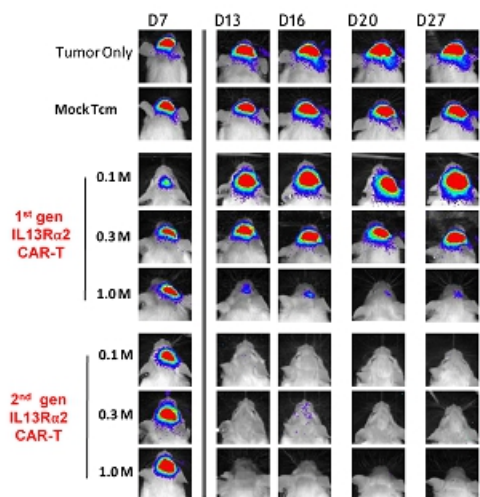 D7 D13 D16 D20 D27
Tumor Only
Mock Tcm
0.1 M
1st gen
IL13Rα2
CAR-T
0.3 M
1.0 M
0.1 M
2nd gen
IL13Rα2
CAR-T
0.3 M
1.0 M